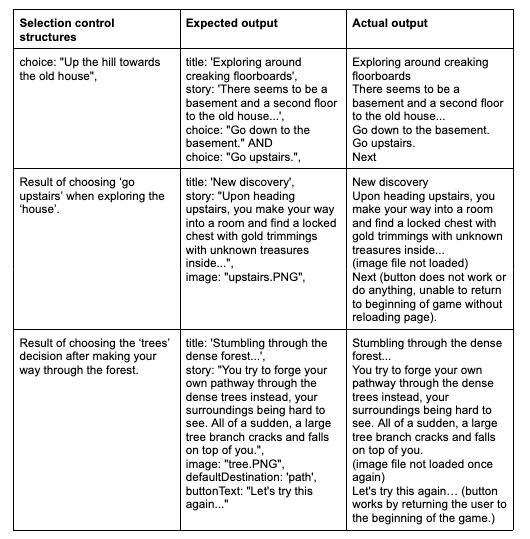 Selection control
structures
Expected output
Actual output
choice: "Up the hill towards
the old house",
title: 'Exploring around
creaking floorboards',
story: 'There seems to be a
basement and a second floor
to the old house...',
choice: "Go down to the
basement." AND
choice: "Go upstairs.",
Exploring around creaking
floorboards
There seems to be a
basement and a second floor
to the old house...
Go down to the basement.
Go upstairs.
Next
Result of choosing ‘go
upstairs’ when exploring the
‘house’.
title: 'New discovery',
story: "Upon heading
upstairs, you make your way
into a room and find a locked
chest with gold trimmings
with unknown treasures
inside...",
image: "upstairs.PNG",
New discovery
Upon heading upstairs, you
make your way into a room
and find a locked chest with
gold trimmings with unknown
treasures inside...
(image file not loaded)
Next (button does not work or
do anything, unable to return
to beginning of game without
reloading page).
Result of choosing the ‘trees’
decision after making your
way through the forest.
title: 'Stumbling through the
dense forest...',
story: "You try to forge your
own pathway through the
dense trees instead, your
surroundings being hard to
see. All of a sudden, a large
tree branch cracks and falls
on top of you.",
image: "tree.PNG",
defaultDestination: 'path',
buttonText: "Let's try this
again..."
Stumbling through the dense
forest...
You try to forge your own
pathway through the dense
trees instead, your
surroundings being hard to
see. All of a sudden, a large
tree branch cracks and falls
on top of you.
(image file not loaded once
again)
Let's try this again… (button
works by returning the user to
the beginning of the game.)